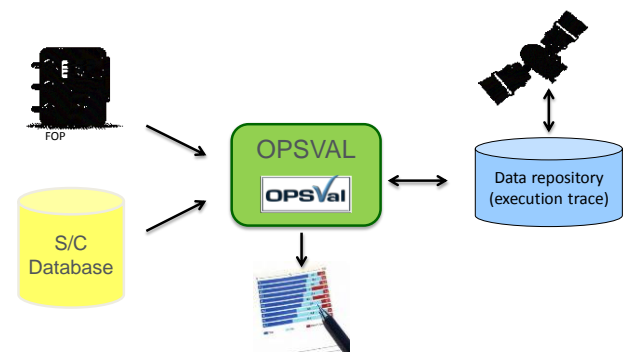 FOP
OPSVAL
OPSVal
Data repository
(execution trace)
S/C
Database